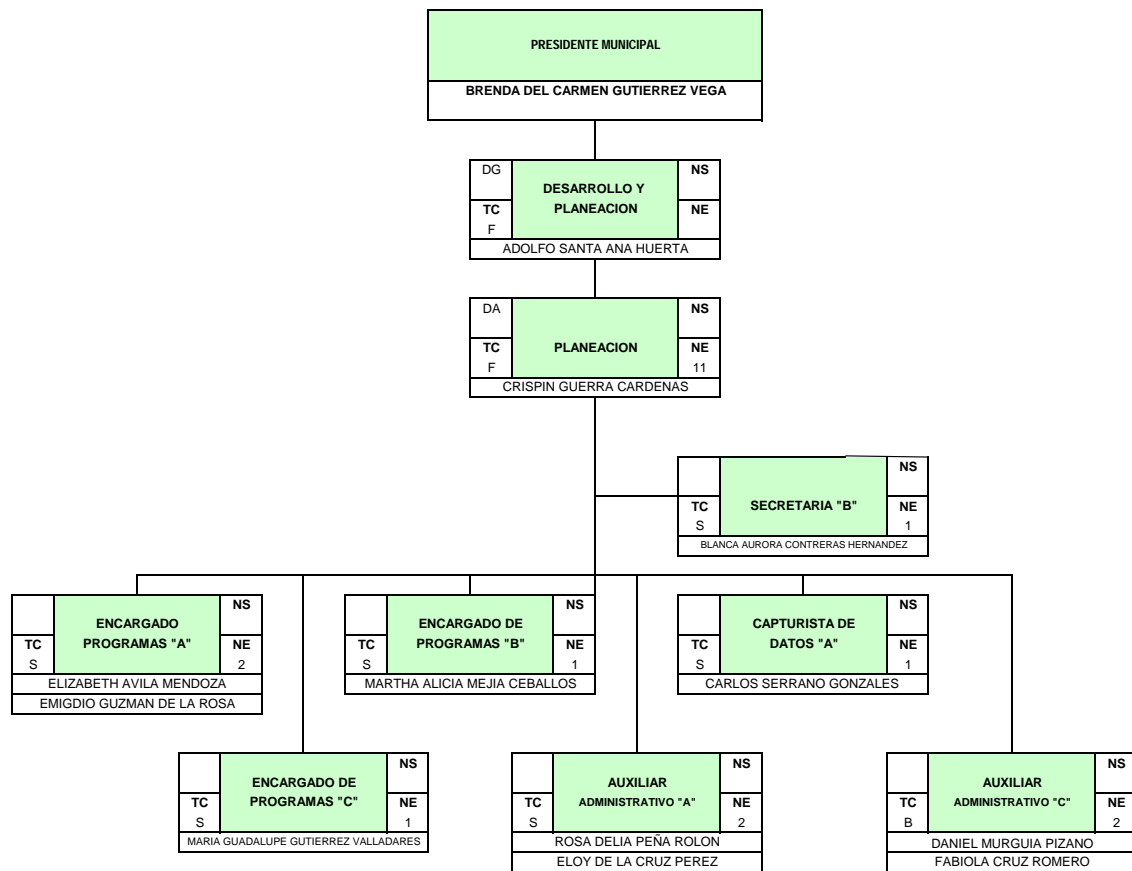 PRESIDENTE MUNICIPAL
BRENDA DEL CARMEN GUTIERREZ VEGA
DG
NS
DESARROLLO Y
PLANEACION
TC
NE
F
ADOLFO SANTA ANA HUERTA
DA
NS
PLANEACION
TC
NE
F
11
CRISPIN GUERRA CARDENAS
NS
SECRETARIA "B"
TC
NE
S
1
BLANCA AURORA CONTRERAS HERNANDEZ
NS
ENCARGADO
PROGRAMAS "A"
TC
NE
S
2
ELIZABETH AVILA MENDOZA
EMIGDIO GUZMAN DE LA ROSA
NS
ENCARGADO DE
PROGRAMAS "B"
TC
NE
S
1
MARTHA ALICIA MEJIA CEBALLOS
NS
CAPTURISTA DE
DATOS "A"
TC
NE
S
1
CARLOS SERRANO GONZALES
NS
ENCARGADO DE
PROGRAMAS "C"
TC
NE
S
1
MARIA GUADALUPE GUTIERREZ VALLADARES
NS
AUXILIAR
ADMINISTRATIVO "A"
TC
NE
S
2
ROSA DELIA PEÑA ROLON
ELOY DE LA CRUZ PEREZ
NS
AUXILIAR
ADMINISTRATIVO "C"
TC
NE
B
2
DANIEL MURGUIA PIZANO
FABIOLA CRUZ ROMERO